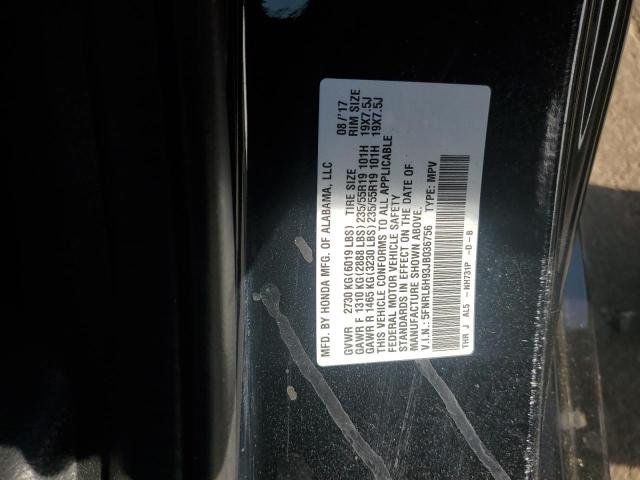 MFD. BY HONDA MFG. OF ALABAMA, LLC 08/'17
GVWR 2730 KG(6019 LBS) TIRE SIZE RIM SIZE
GAWR F 1310 KG(2888 LBS) 235/55R19 101H 19X7.5J
GAWR R 1465 KG(3230 LBS) 235/55R19 101H 19X7.5J
THIS VEHICLE CONFORMS TO ALL APPLICABLE
FEDERAL MOTOR VEHICLE SAFETY
STANDARDS IN EFFECT ON THE DATE OF
MANUFACTURE SHOWN ABOVE.
V.I.N.: 5FNRL6H93JB036756 TYPE: MPV
THR J AL5 - NH731P -D-B